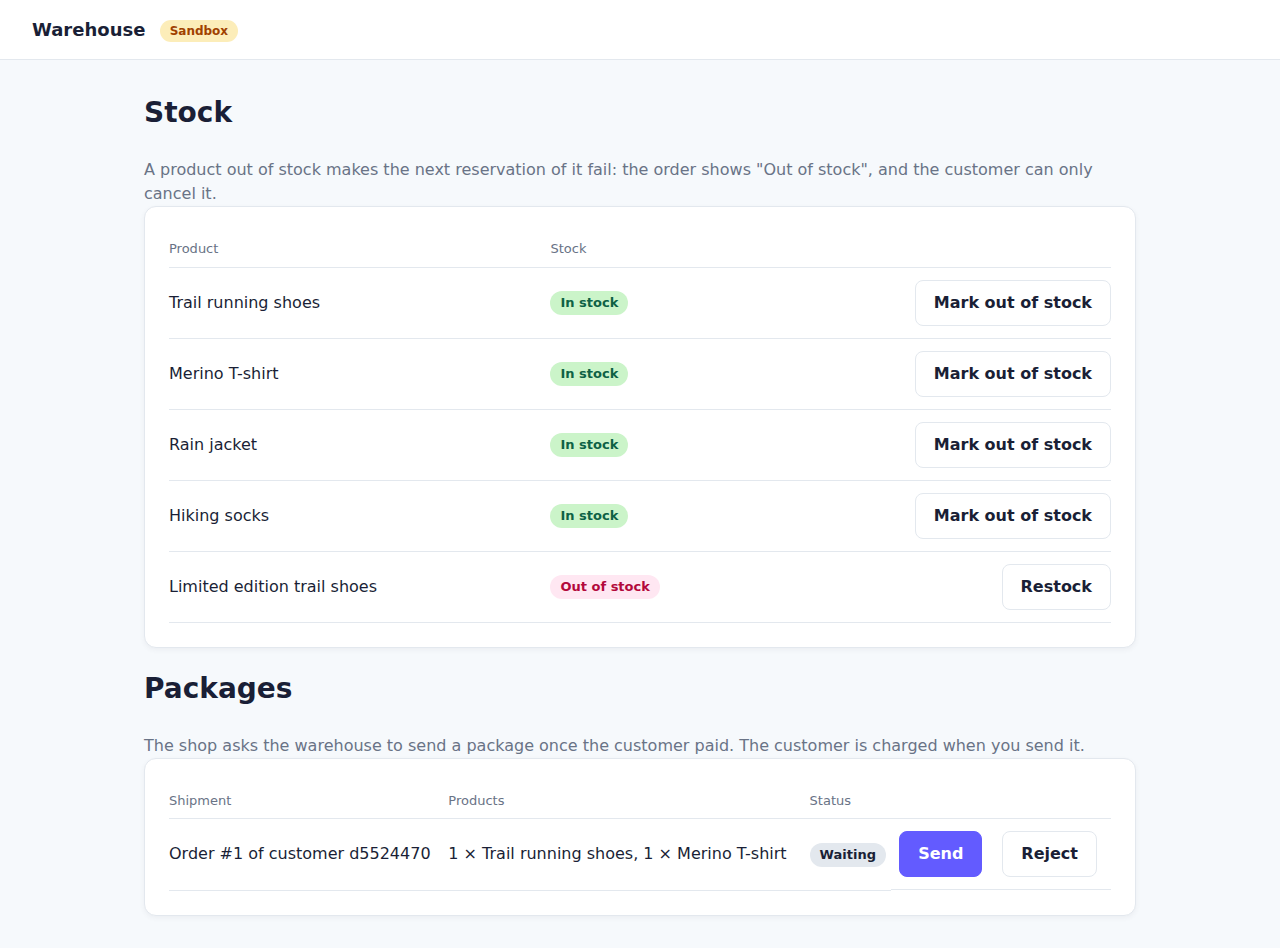 Warehouse Sandbox
Stock
A product out of stock makes the next reservation of it fail: the order shows "Out of stock", and the customer can only
cancel it.
Product Stock
Trail running shoes In stock Mark out of stock
Merino T-shirt In stock Mark out of stock
Rain jacket In stock Mark out of stock
Hiking socks In stock Mark out of stock
Limited edition trail shoes Out of stock Restock
Packages
The shop asks the warehouse to send a package once the customer paid. The customer is charged when you send it.
Shipment Products Status
Order #1 of customer d5524470 1 × Trail running shoes, 1 × Merino T-shirt Waiting Send Reject